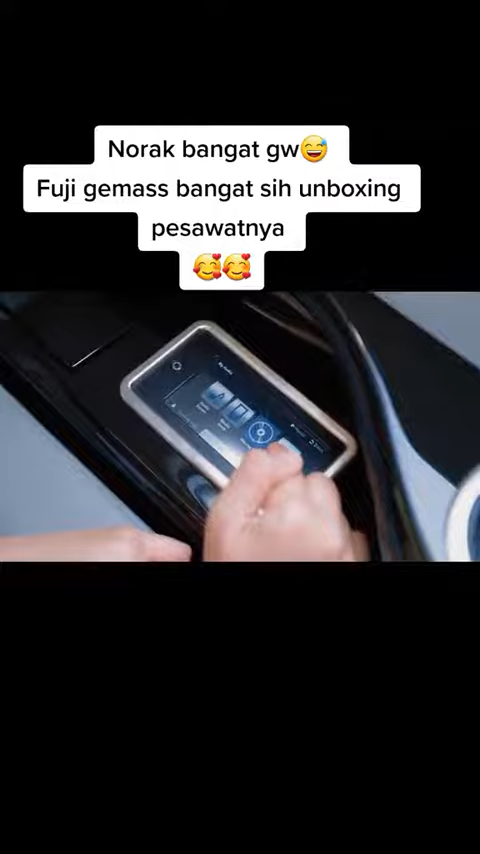 Norak bangat gw😅
Fuji gemass bangat sih unboxing
pesawatnya
🥰🥰